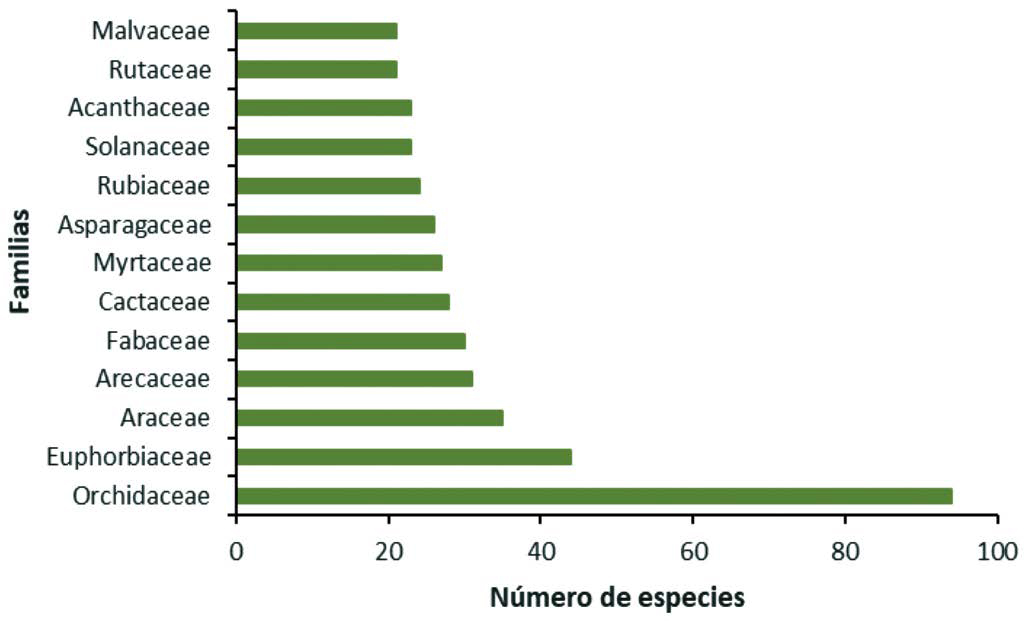 Malvaceae
Rutaceae
Acanthaceae
Solanaceae
Rubiaceae
Asparagaceae
Myrtaceae
Cactaceae
Fabaceae
Arecaceae
Araceae
Euphorbiaceae
Orchidaceae
Familias
0 20 40 60 80 100
Número de especies